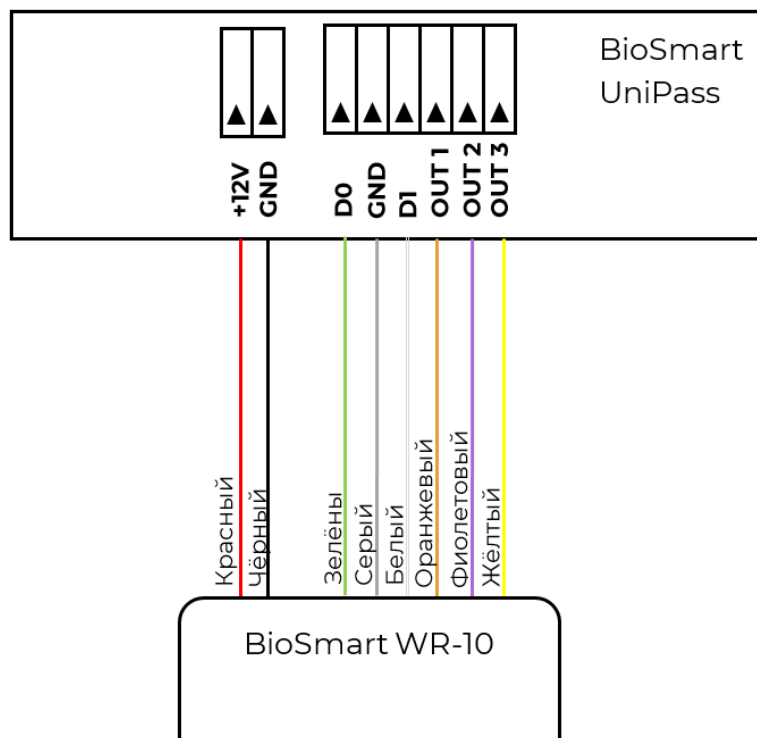 BioSmart
UniPass
+12V
GND
D0
GND
D1
OUT 1
OUT 2
OUT 3
Красный
Чёрный
Зелёны
Серый
Белый
Оранжевый
Фиолетовый
Жёлтый
BioSmart WR-10